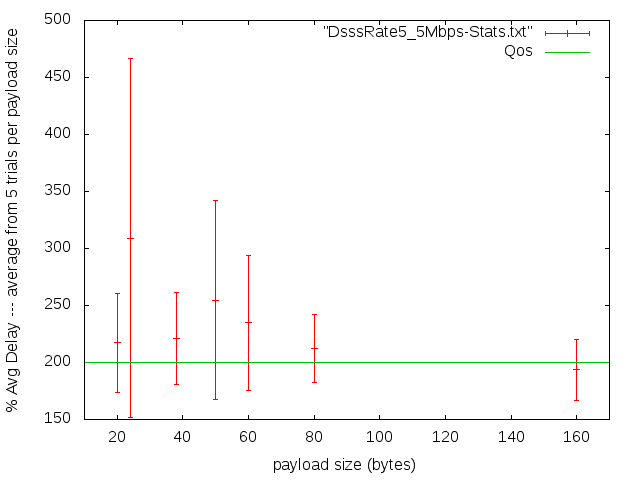 "DsssRate5_5Mbps-Stats.txt"
Qos
500
450
400
350
300
250
200
150
20 40 60 80 100 120 140 160
payload size (bytes)
% Avg Delay --- average from 5 trials per payload size